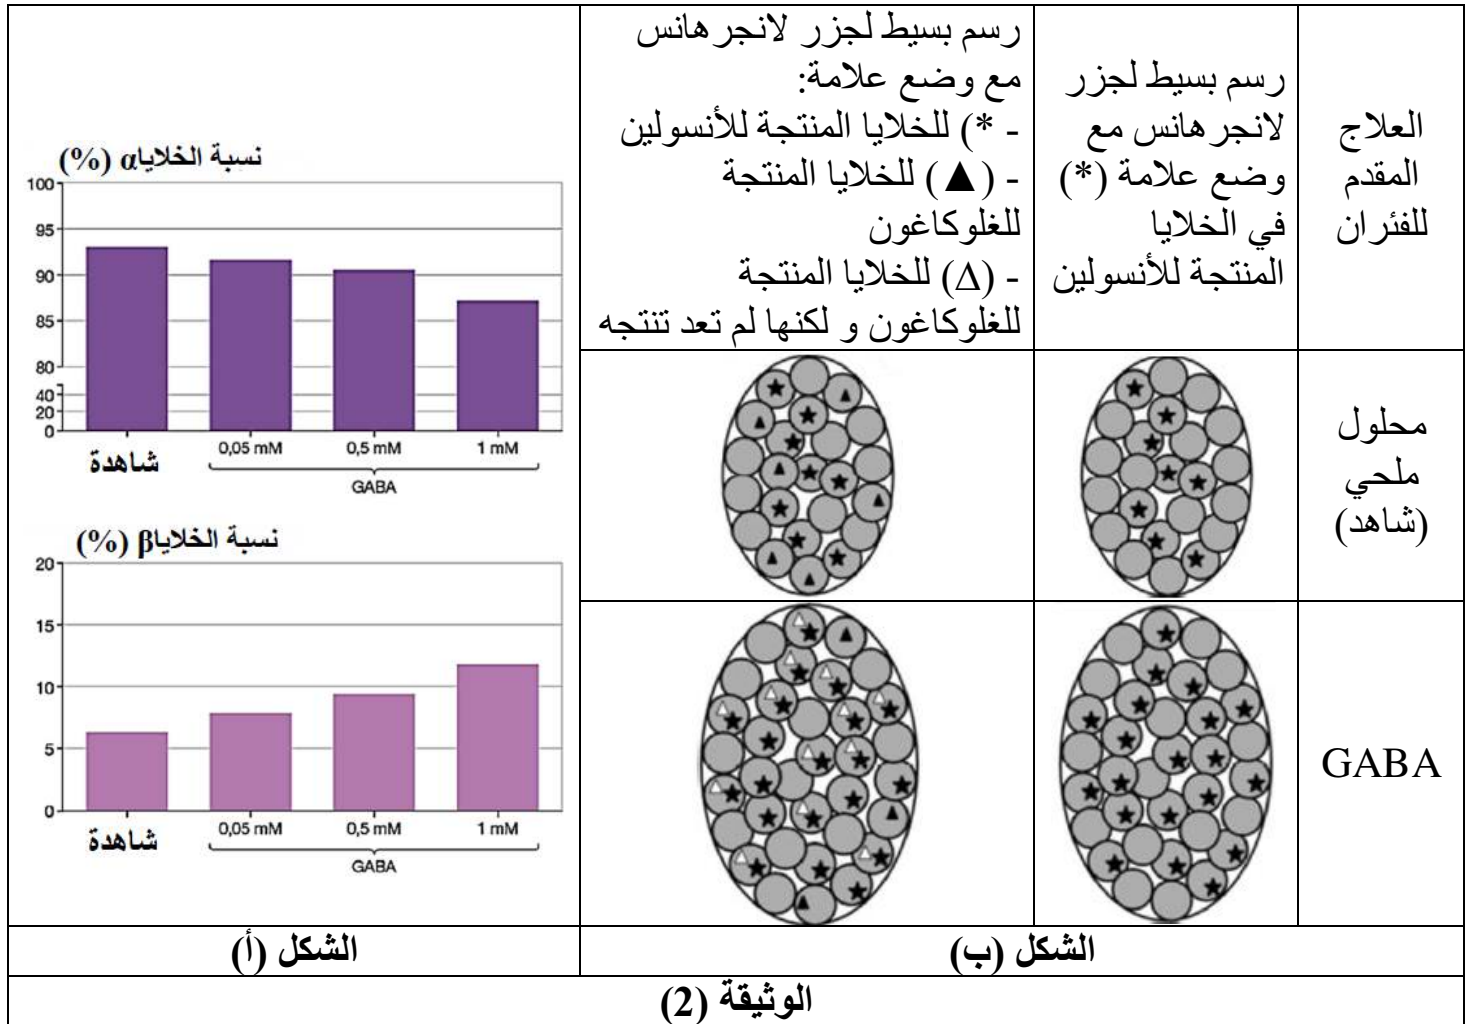 العلاج
المقدم
للفئران
رسم بسيط لجزر
لانجرهانس مع
وضع علامة (*)
في الخلايا
المنتجة للأنسولين
رسم بسيط لجزر لانجرهانس
مع وضع علامة:
- *) للخلايا المنتجة للأنسولين
- (▲) للخلايا المنتجة
للغلوكاغون
- (Δ) للخلايا المنتجة
للغلوكاغون و لكنها لم تعد تنتجه
نسبة الخلاياα (%)
100
95
90
85
80
40
20
0
شاهدة
0,05 mM
0,5 mM
1 mM
GABA
نسبة الخلاياβ (%)
20
15
10
5
0
شاهدة
0,05 mM
0,5 mM
1 mM
GABA
محلول
ملحي
(شاهد)
GABA
الشكل (ب)
الشكل (أ)
الوثيقة (2)